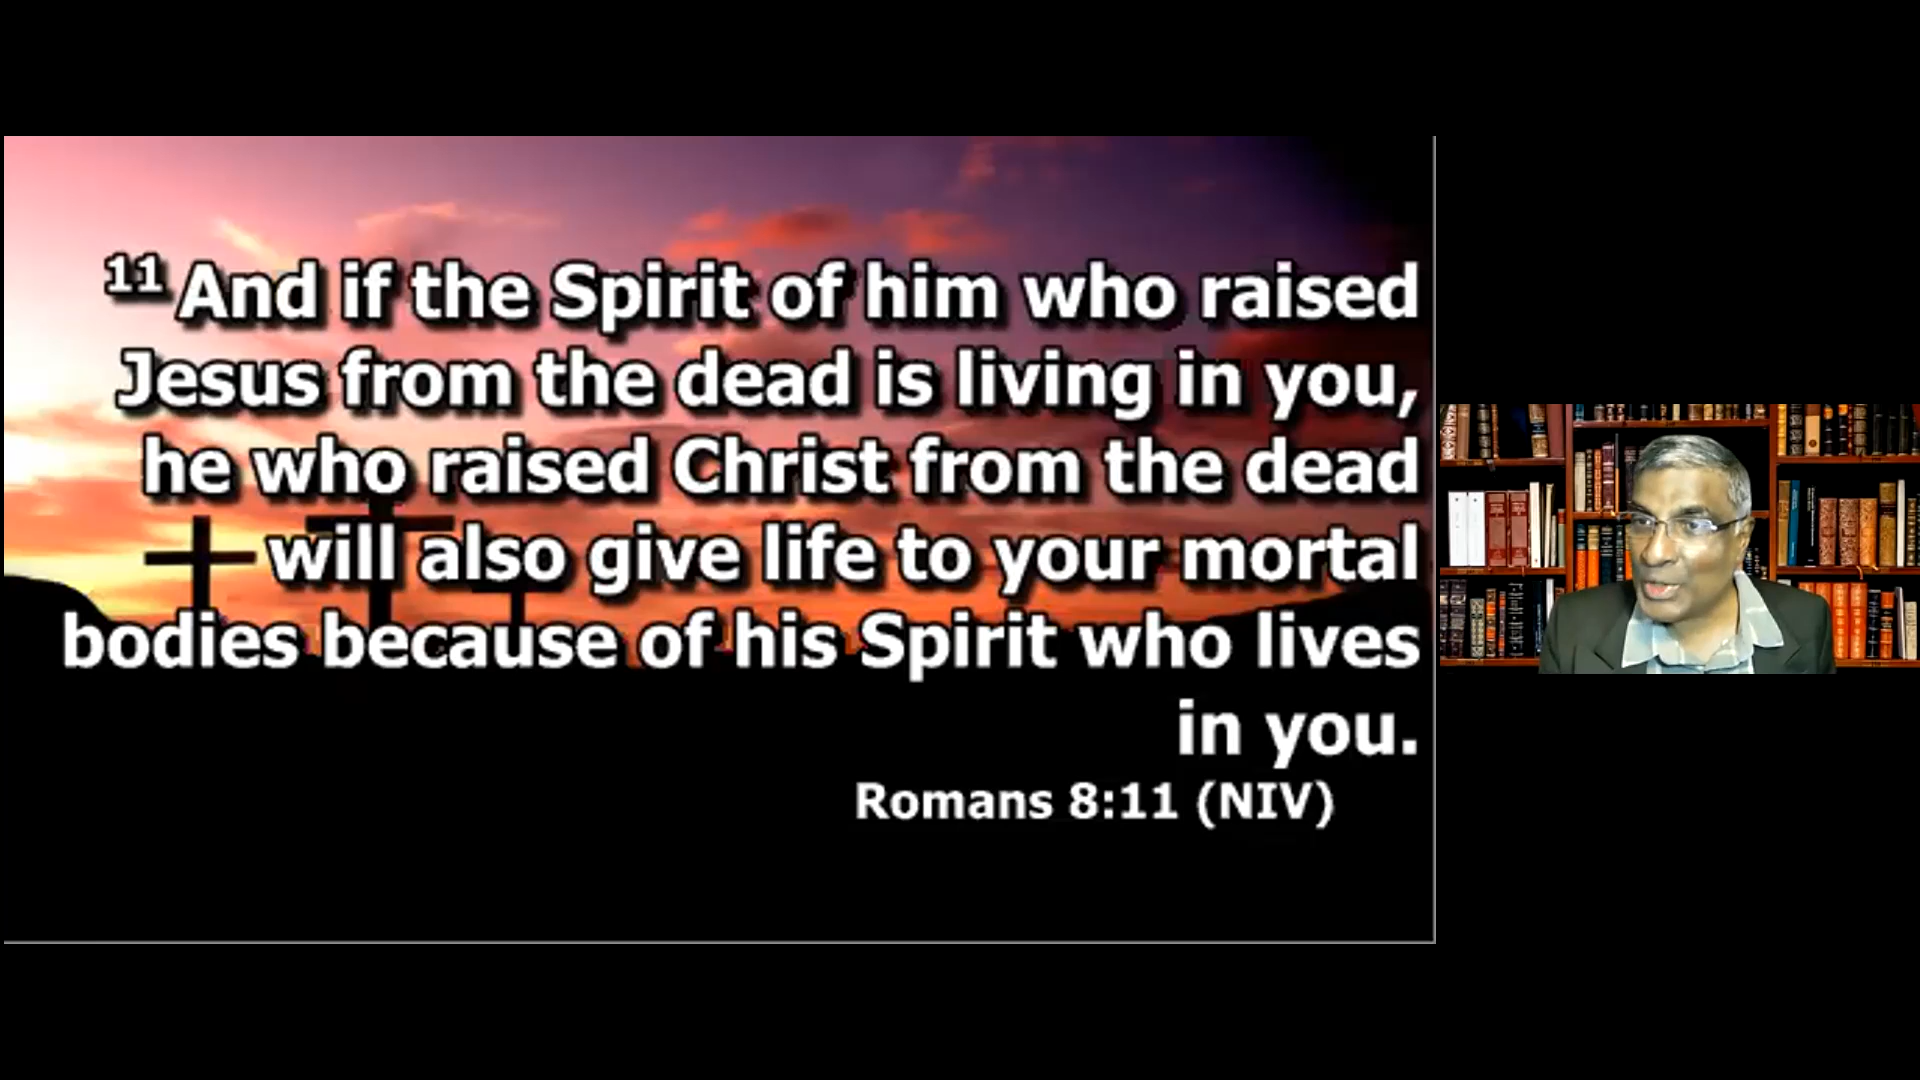 11 And if the Spirit of him who raised
Jesus from the dead is living in you,
he who raised Christ from the dead
will also give life to your mortal
bodies because of his Spirit who lives
in you.
Romans 8:11 (NIV)